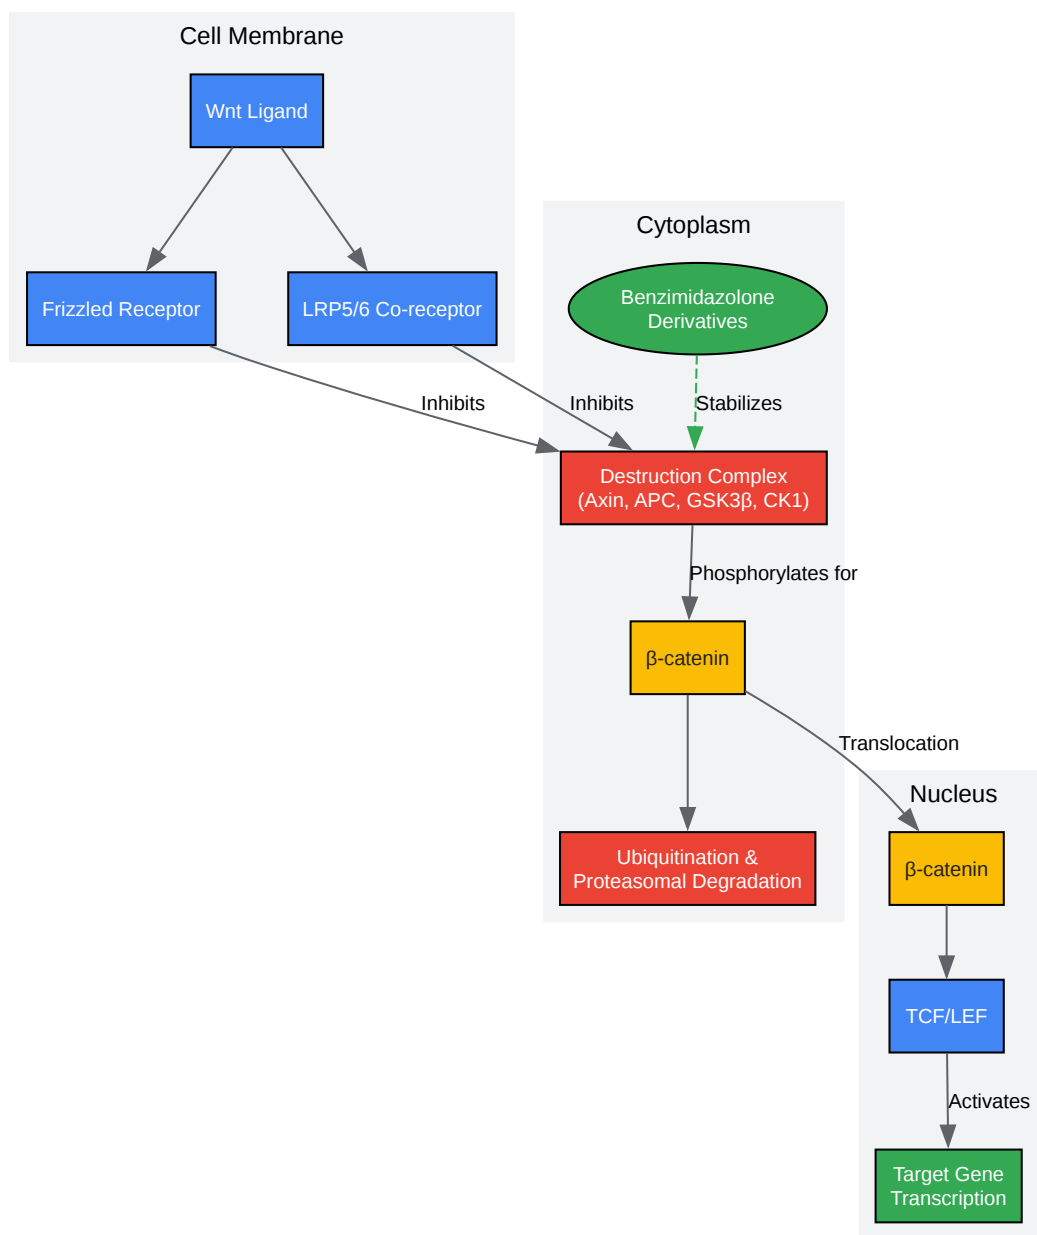 Cell Membrane
Wnt Ligand
Frizzled Receptor
LRP5/6 Co-receptor
Cytoplasm
Benzimidazolone
Derivatives
Inhibits
Inhibits
Stabilizes
Destruction Complex
(Axin, APC, GSK3β, CK1)
Phosphorylates for
β-catenin
Translocation
Ubiquitination &
Proteasomal Degradation
Nucleus
β-catenin
TCF/LEF
Activates
Target Gene
Transcription